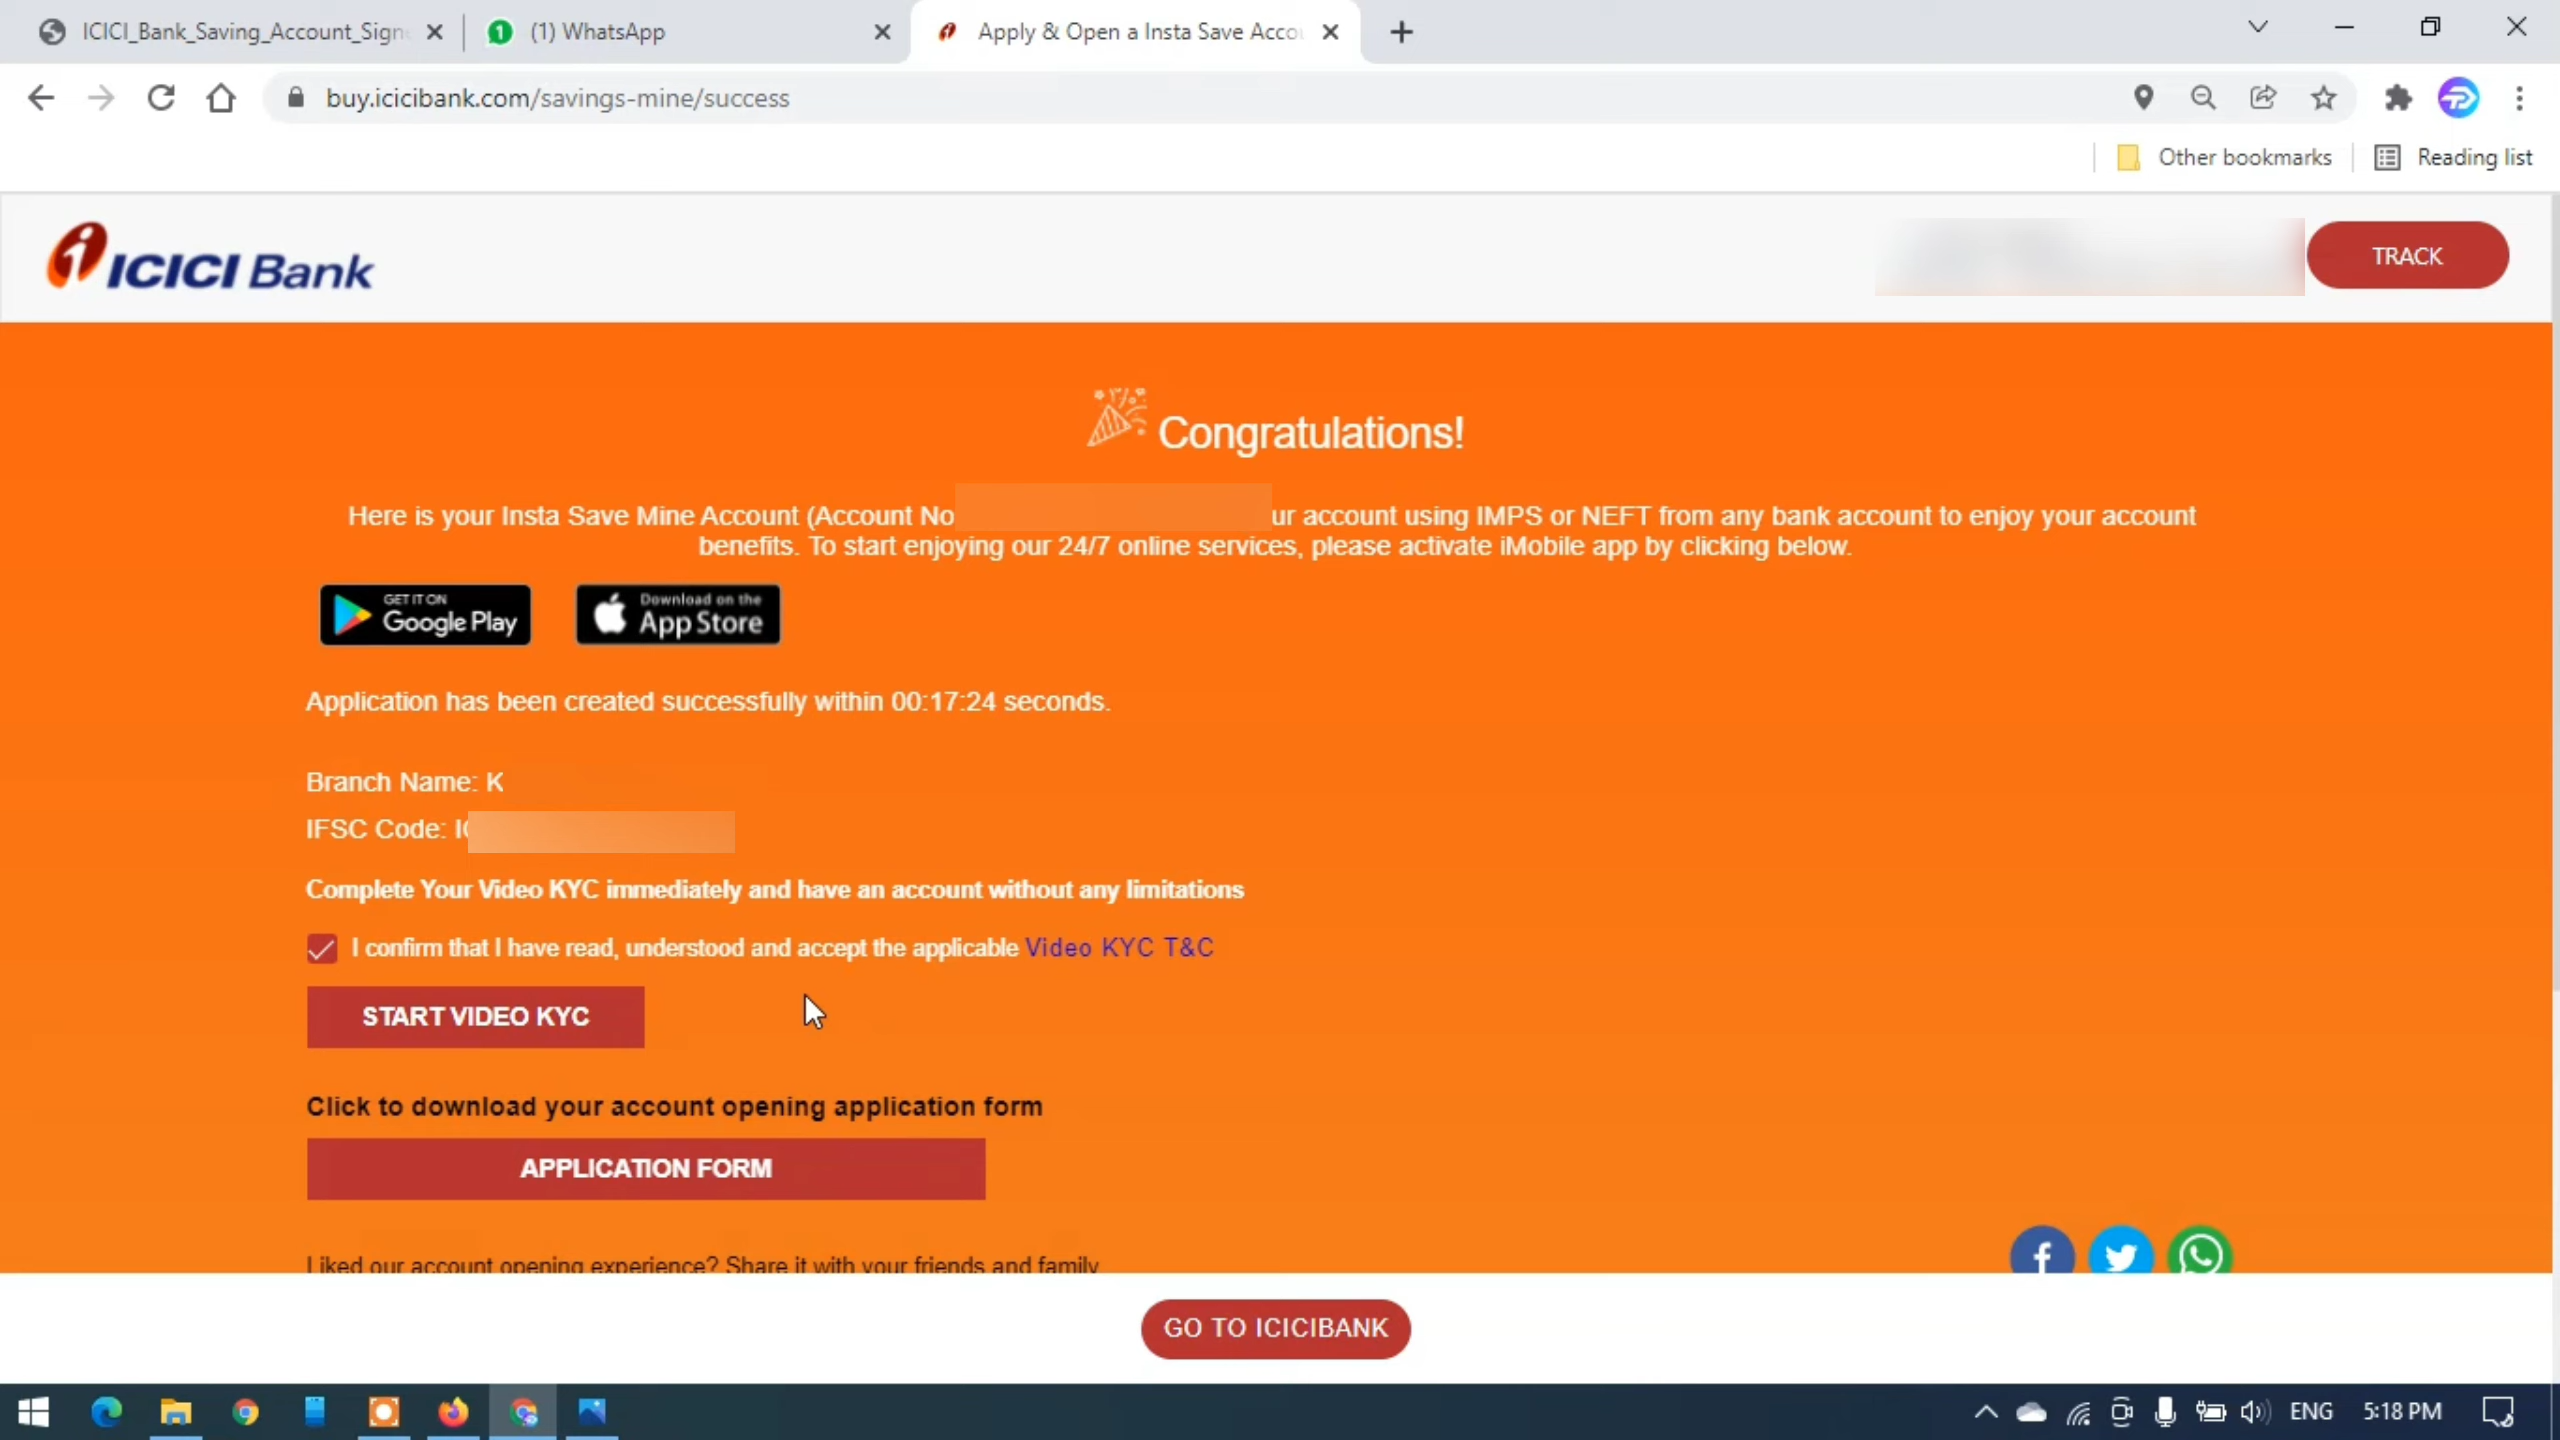 ICICI_Bank_Saving_Account_Sign
(1) WhatsApp
Apply & Open a Insta Save Acco
buy.icicibank.com/savings-mine/success
Other bookmarks
Reading list
ICICI Bank
TRACK
Congratulations!
Here is your Insta Save Mine Account (Account No ur account using IMPS or NEFT from any bank account to enjoy your account
benefits. To start enjoying our 24/7 online services, please activate iMobile app by clicking below.
GET IT ON
Google Play
Download on the
App Store
Application has been created successfully within 00:17:24 seconds.
Branch Name: K
IFSC Code: I
Complete Your Video KYC immediately and have an account without any limitations
I confirm that I have read, understood and accept the applicable Video KYC T&C
START VIDEO KYC
Click to download your account opening application form
APPLICATION FORM
Liked our account opening experience? Share it with your friends and family
GO TO ICICIBANK
ENG
5:18 PM